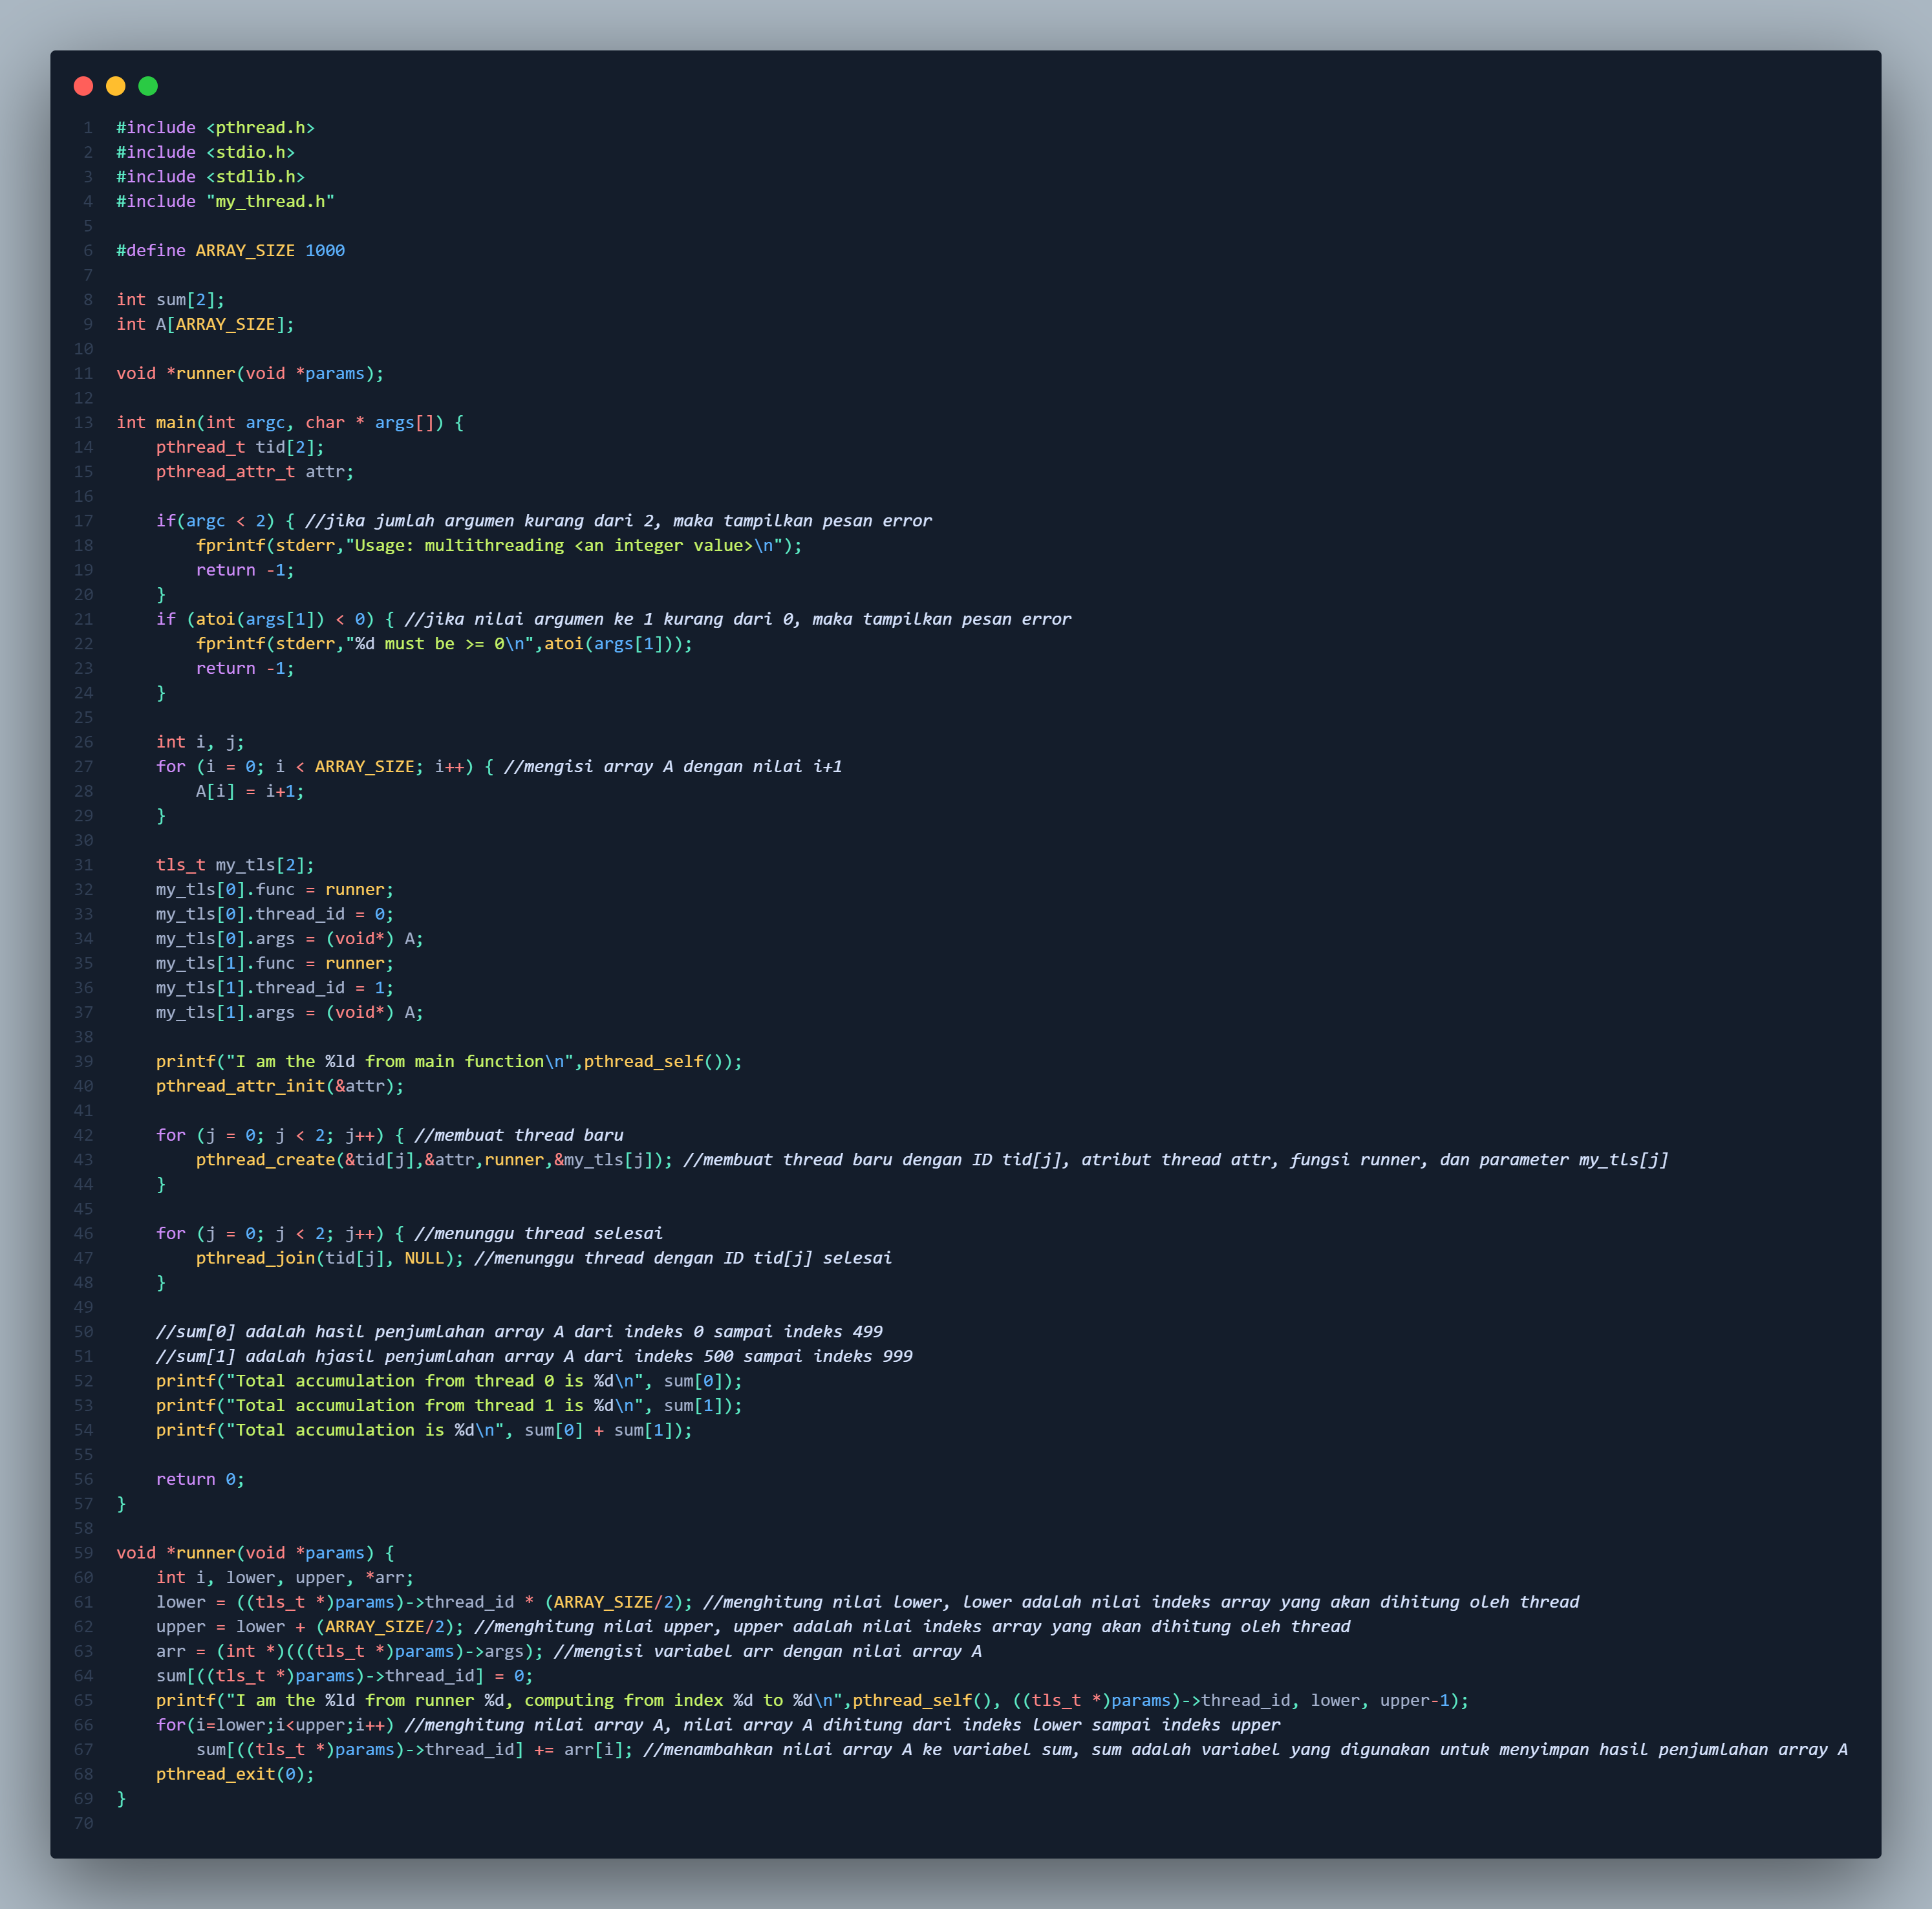 1 #include <pthread.h>
2 #include <stdio.h>
3 #include <stdlib.h>
4 #include "my_thread.h"
5
6 #define ARRAY_SIZE 1000
7
8 int sum[2];
9 int A[ARRAY_SIZE];
10
11 void *runner(void *params);
12
13 int main(int argc, char * args[]) {
14     pthread_t tid[2];
15     pthread_attr_t attr;
16
17     if(argc < 2) { //jika jumlah argumen kurang dari 2, maka tampilkan pesan error
18         fprintf(stderr,"Usage: multithreading <an integer value>\n");
19         return -1;
20     }
21     if (atoi(args[1]) < 0) { //jika nilai argumen ke 1 kurang dari 0, maka tampilkan pesan error
22         fprintf(stderr,"%d must be >= 0\n",atoi(args[1]));
23         return -1;
24     }
25
26     int i, j;
27     for (i = 0; i < ARRAY_SIZE; i++) { //mengisi array A dengan nilai i+1
28         A[i] = i+1;
29     }
30
31     tls_t my_tls[2];
32     my_tls[0].func = runner;
33     my_tls[0].thread_id = 0;
34     my_tls[0].args = (void*) A;
35     my_tls[1].func = runner;
36     my_tls[1].thread_id = 1;
37     my_tls[1].args = (void*) A;
38
39     printf("I am the %ld from main function\n",pthread_self());
40     pthread_attr_init(&attr);
41
42     for (j = 0; j < 2; j++) { //membuat thread baru
43         pthread_create(&tid[j],&attr,runner,&my_tls[j]); //membuat thread baru dengan ID tid[j], atribut thread attr, fungsi runner, dan parameter my_tls[j]
44     }
45
46     for (j = 0; j < 2; j++) { //menunggu thread selesai
47         pthread_join(tid[j], NULL); //menunggu thread dengan ID tid[j] selesai
48     }
49
50     //sum[0] adalah hasil penjumlahan array A dari indeks 0 sampai indeks 499
51     //sum[1] adalah hjasil penjumlahan array A dari indeks 500 sampai indeks 999
52     printf("Total accumulation from thread 0 is %d\n", sum[0]);
53     printf("Total accumulation from thread 1 is %d\n", sum[1]);
54     printf("Total accumulation is %d\n", sum[0] + sum[1]);
55
56     return 0;
57 }
58
59 void *runner(void *params) {
60     int i, lower, upper, *arr;
61     lower = ((tls_t *)params)->thread_id * (ARRAY_SIZE/2); //menghitung nilai lower, lower adalah nilai indeks array yang akan dihitung oleh thread
62     upper = lower + (ARRAY_SIZE/2); //menghitung nilai upper, upper adalah nilai indeks array yang akan dihitung oleh thread
63     arr = (int *)(((tls_t *)params)->args); //mengisi variabel arr dengan nilai array A
64     sum[((tls_t *)params)->thread_id] = 0;
65     printf("I am the %ld from runner %d, computing from index %d to %d\n",pthread_self(), ((tls_t *)params)->thread_id, lower, upper-1);
66     for(i=lower;i<upper;i++) //menghitung nilai array A, nilai array A dihitung dari indeks lower sampai indeks upper
67         sum[((tls_t *)params)->thread_id] += arr[i]; //menambahkan nilai array A ke variabel sum, sum adalah variabel yang digunakan untuk menyimpan hasil penjumlahan array A
68     pthread_exit(0);
69 }
70